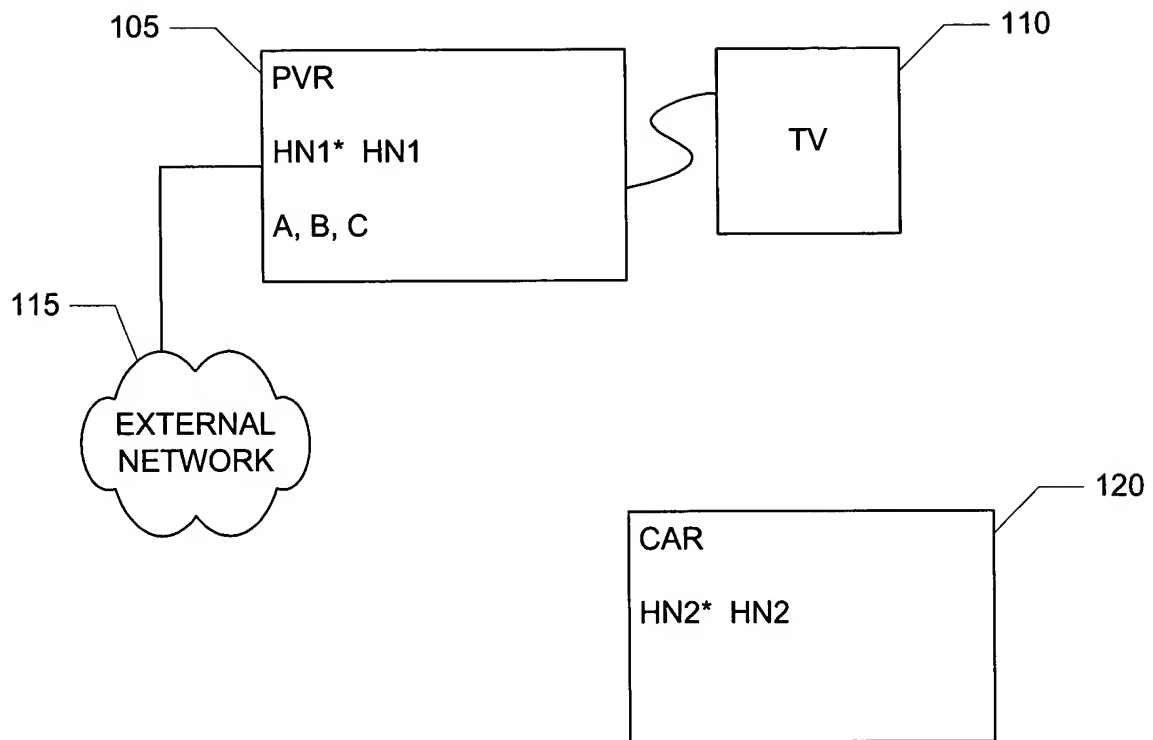 105
110
PVR
HN1* HN1
A, B, C
TV
115
EXTERNAL
NETWORK
120
CAR
HN2* HN2